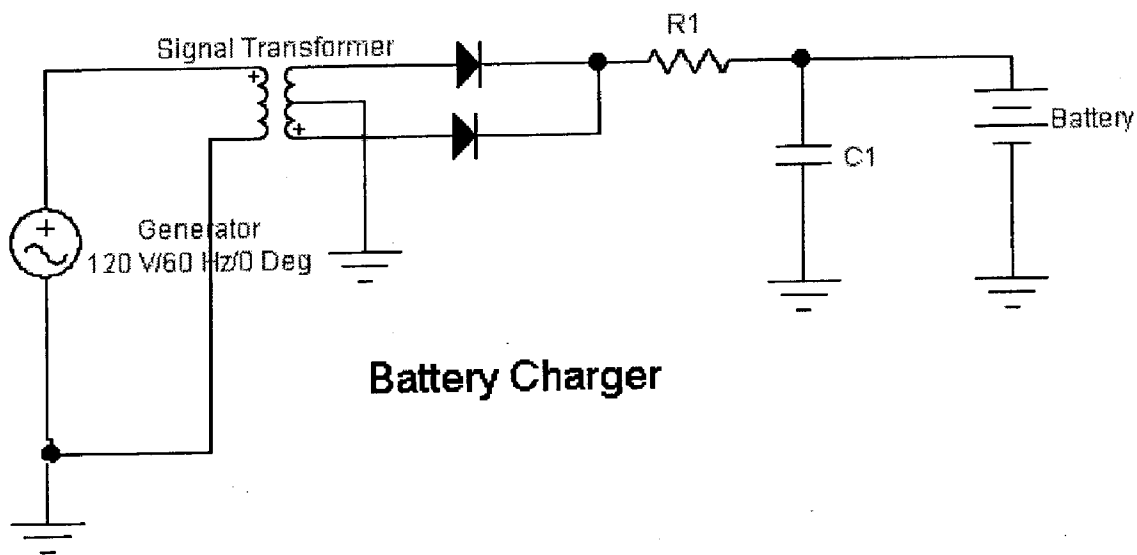 R1
Signal Transformer
+
+
+
Battery
C1
Generator
120 V/60 Hz/0 Deg
Battery Charger